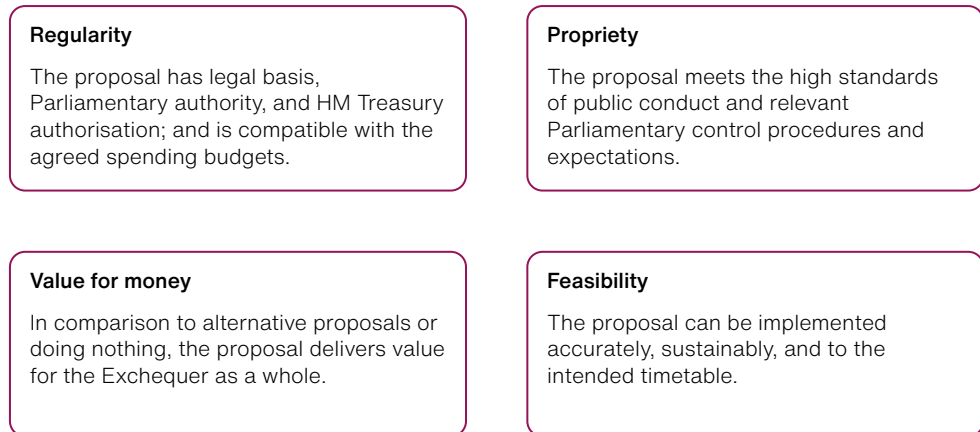 Regularity
The proposal has legal basis,
Parliamentary authority, and HM Treasury
authorisation; and is compatible with the
agreed spending budgets.
Propriety
The proposal meets the high standards
of public conduct and relevant
Parliamentary control procedures and
expectations.
Value for money
In comparison to alternative proposals or
doing nothing, the proposal delivers value
for the Exchequer as a whole.
Feasibility
The proposal can be implemented
accurately, sustainably, and to the
intended timetable.